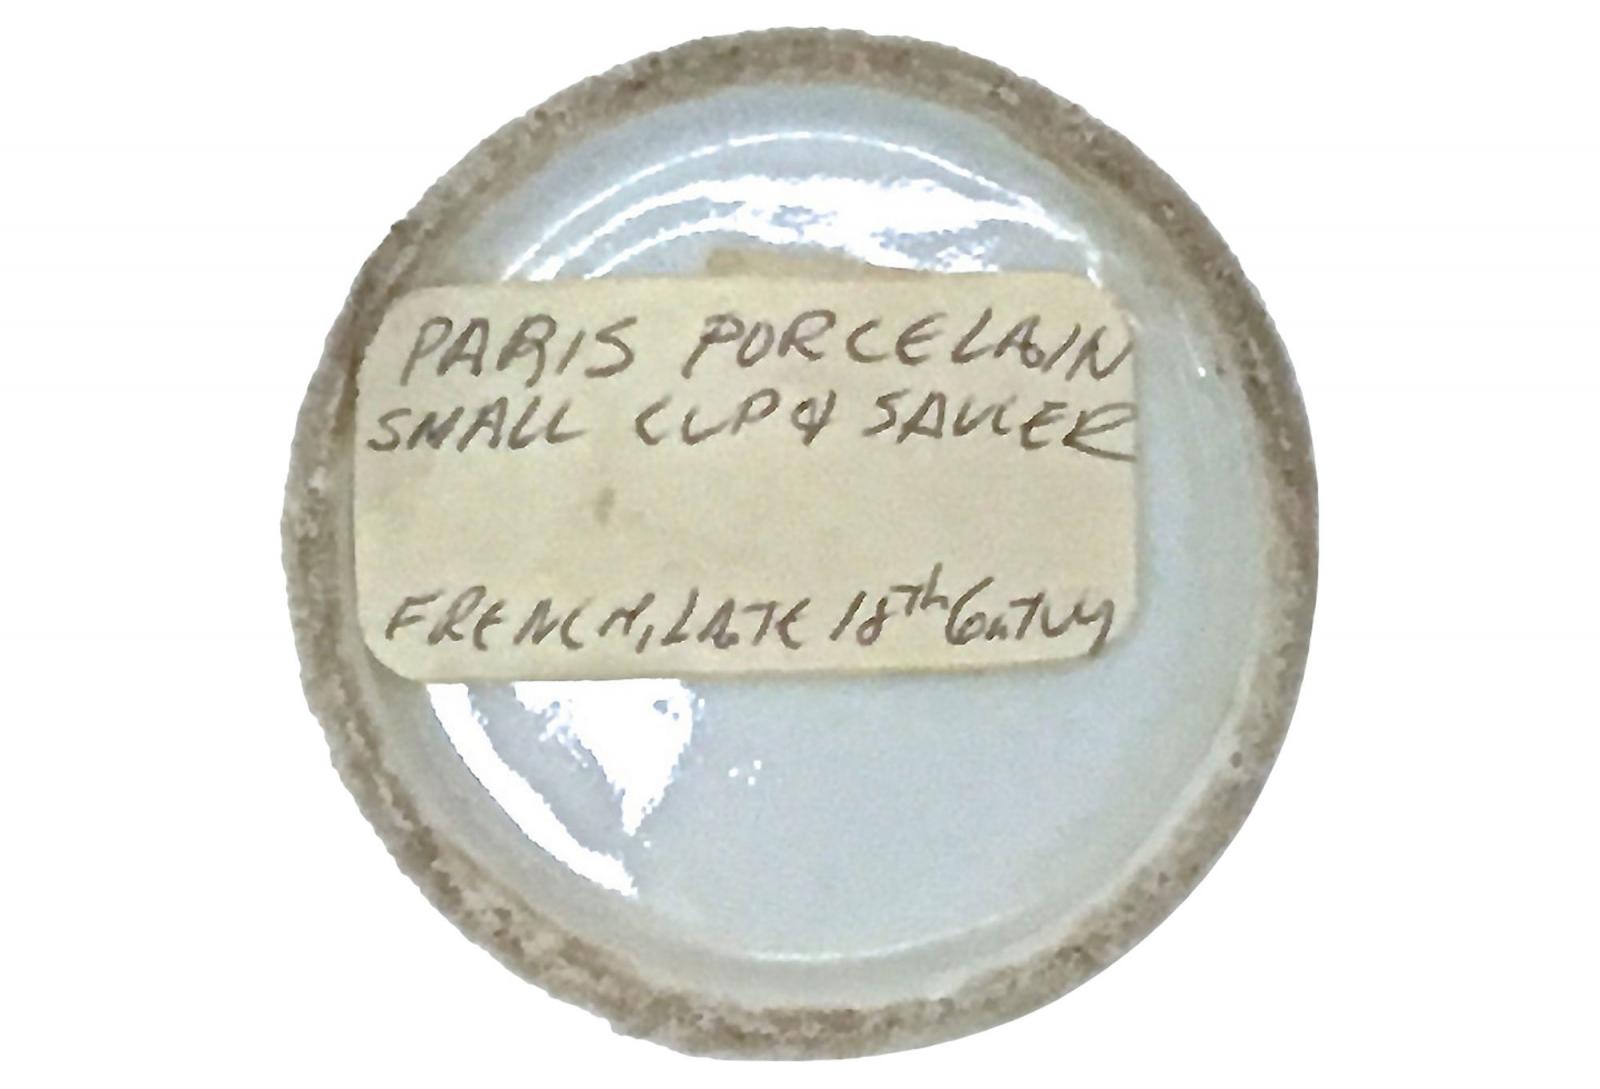 PARIS PORCELAIN
SMALL CUP & SAUCER
FRENCH, LATE 18th Century